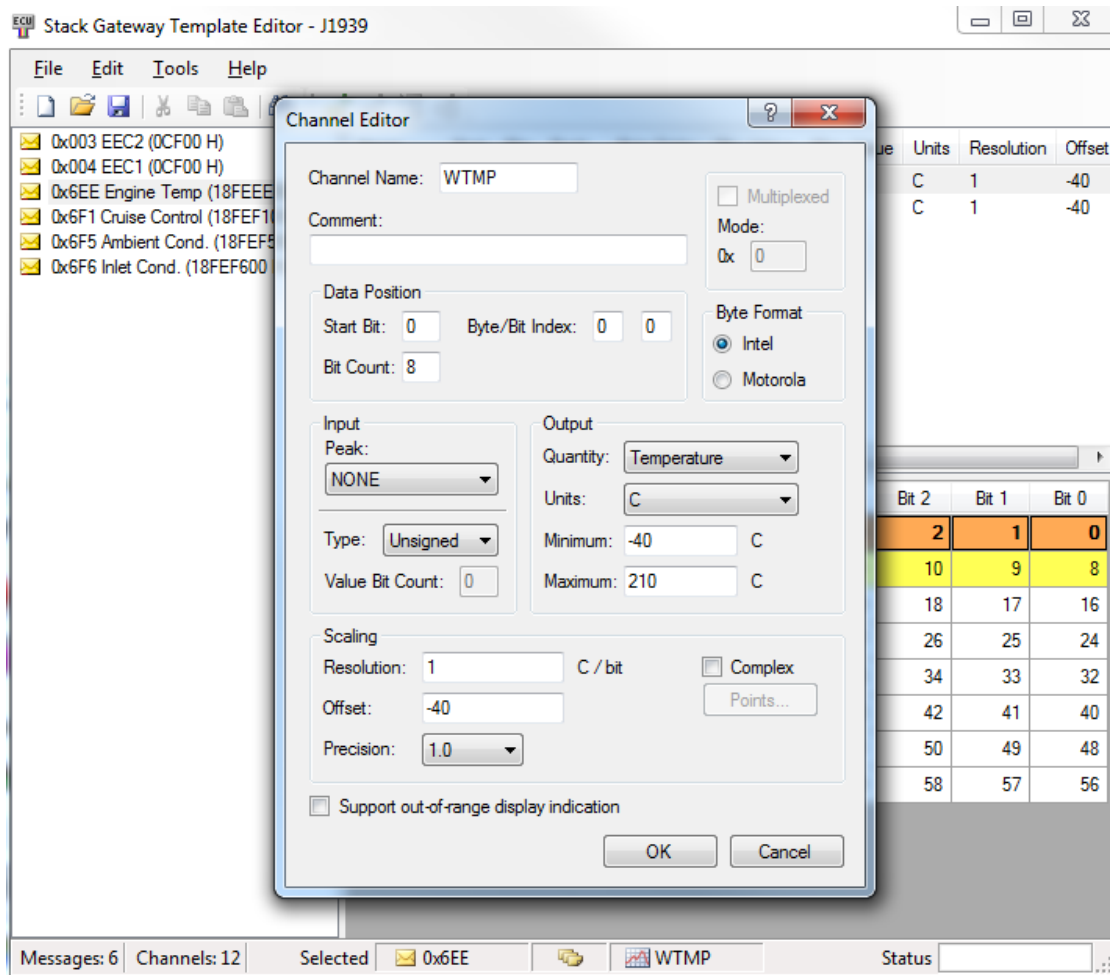 ECU Stack Gateway Template Editor - J1939
File Edit Tools Help
0x003 EEC2 (0CF00 H)
0x004 EEC1 (0CF00 H)
0x6EE Engine Temp (18FEEE
0x6F1 Cruise Control (18FEF10
0x6F5 Ambient Cond. (18FEF5
0x6F6 Inlet Cond. (18FEF600
ue Units Resolution Offset
C 1 -40
C 1 -40
Channel Editor
Channel Name: WTMP
Comment:
Multiplexed
Mode:
0x 0
Data Position
Start Bit: 0 Byte/Bit Index: 0 0
Bit Count: 8
Byte Format
Intel
Motorola
Input
Peak:
NONE
Type: Unsigned
Value Bit Count: 0
Output
Quantity: Temperature
Units: C
Minimum: -40 C
Maximum: 210 C
Scaling
Resolution: 1 C / bit
Offset: -40
Precision: 1.0
Complex
Points...
Support out-of-range display indication
OK Cancel
Bit 2 Bit 1 Bit 0
2 1 0
10 9 8
18 17 16
26 25 24
34 33 32
42 41 40
50 49 48
58 57 56
Messages: 6 Channels: 12 Selected 0x6EE WTMP Status